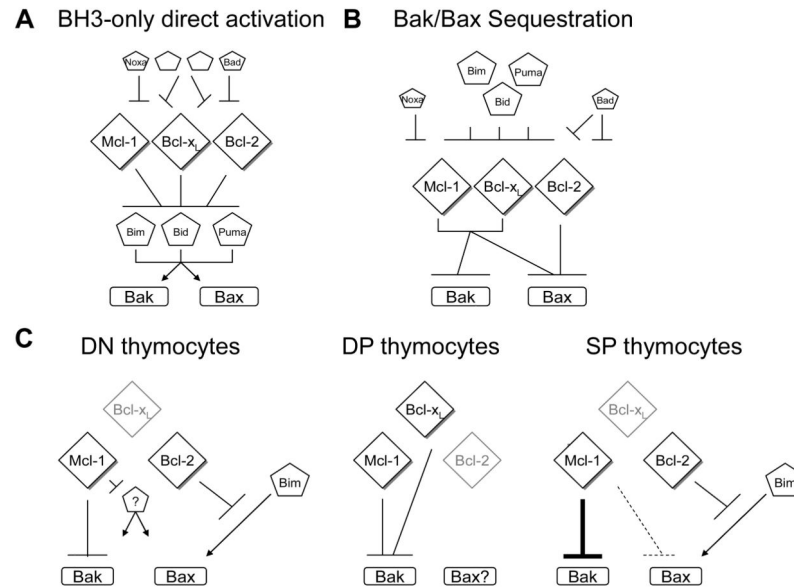 A BH3-only direct activation
Noxa Bad
Mcl-1 Bcl-xL Bcl-2
Bim Bid Puma
Bak Bax
B Bak/Bax Sequestration
Bim Puma
Noxa Bid Bad
Mcl-1 Bcl-xL Bcl-2
Bak Bax
C
DN thymocytes
Bcl-xL
Mcl-1 Bcl-2
? Bim
Bak Bax
DP thymocytes
Bcl-xL
Mcl-1 Bcl-2
Bak Bax?
SP thymocytes
Bcl-xL
Mcl-1 Bcl-2
Bim
Bak Bax